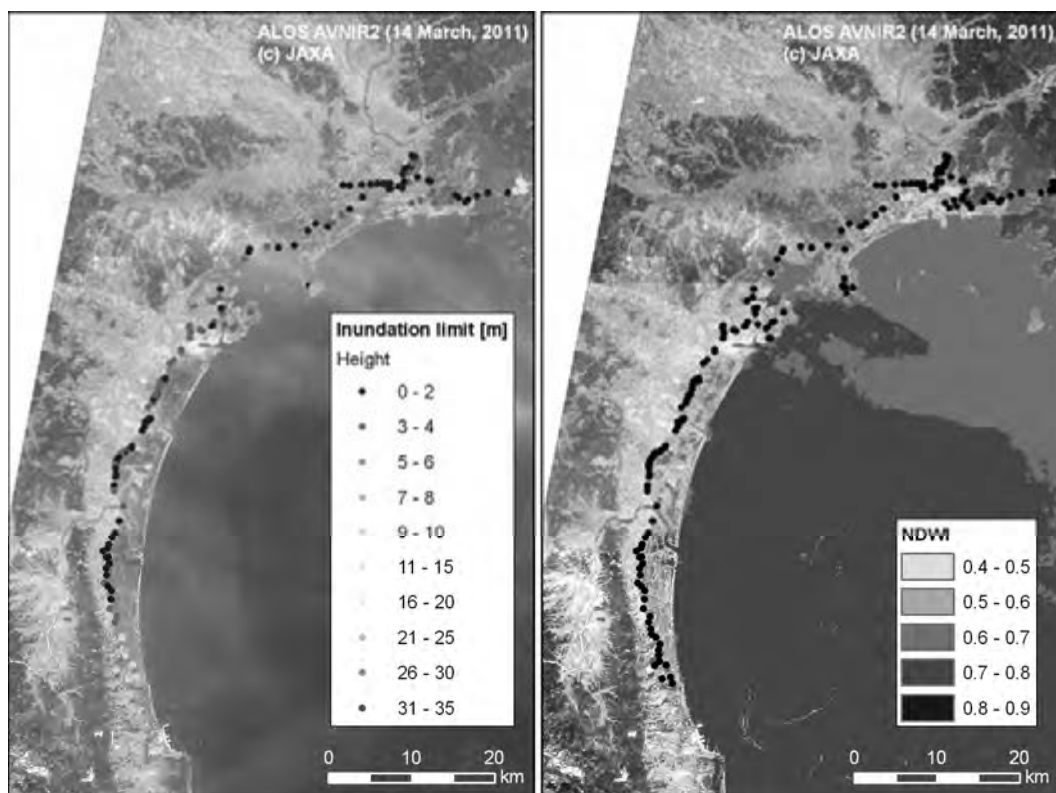 ALOS AVNIR2 (14 March, 2011)
(c) JAXA
Inundation limit [m]
Height
0 - 2
3 - 4
5 - 6
7 - 8
9 - 10
11 - 15
16 - 20
21 - 25
26 - 30
31 - 35
0 10 20
km
ALOS AVNIR2 (14 March, 2011)
(c) JAXA
NDWI
0.4 - 0.5
0.5 - 0.6
0.6 - 0.7
0.7 - 0.8
0.8 - 0.9
0 10 20
km